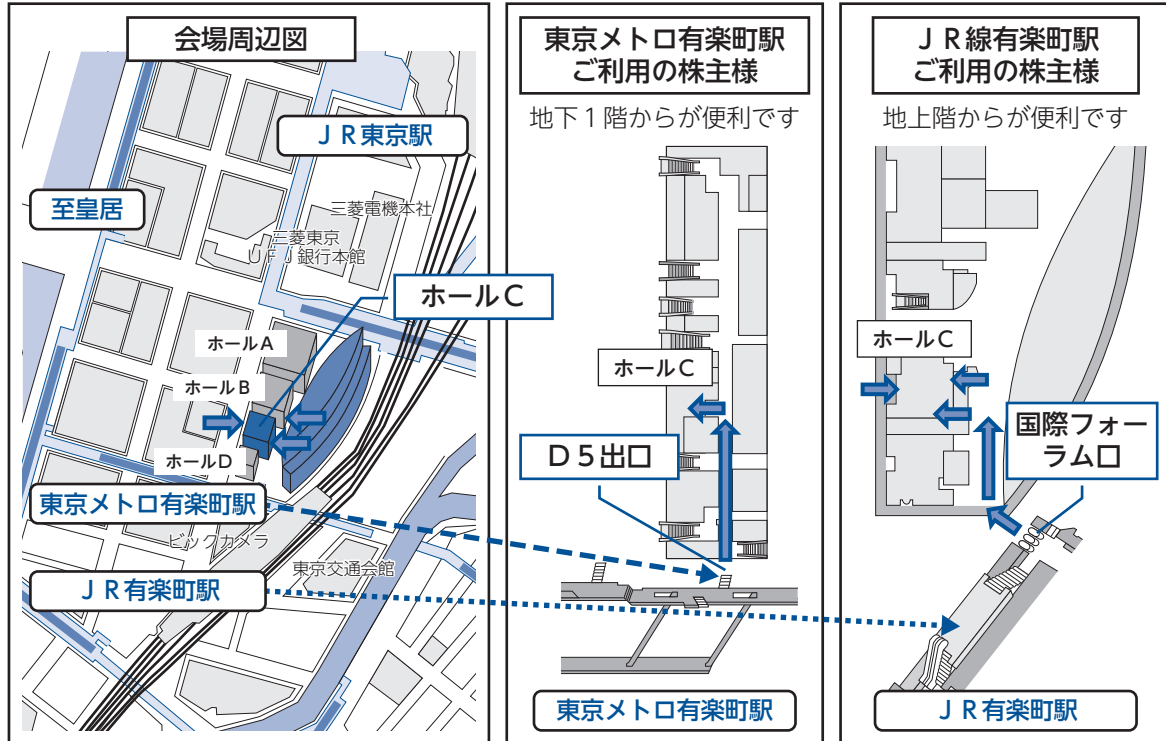 会場周辺図
ＪＲ東京駅
至皇居
三菱電機本社
三菱東京
ＵＦＪ銀行本館
ホールＣ
ホールＡ
ホールＢ
ホールＤ
東京メトロ有楽町駅
ビックカメラ
東京交通会館
ＪＲ有楽町駅
東京メトロ有楽町駅
ご利用の株主様
地下１階からが便利です
ホールＣ
Ｄ５出口
東京メトロ有楽町駅
ＪＲ線有楽町駅
ご利用の株主様
地上階からが便利です
ホールＣ
国際フォー
ラム口
ＪＲ有楽町駅